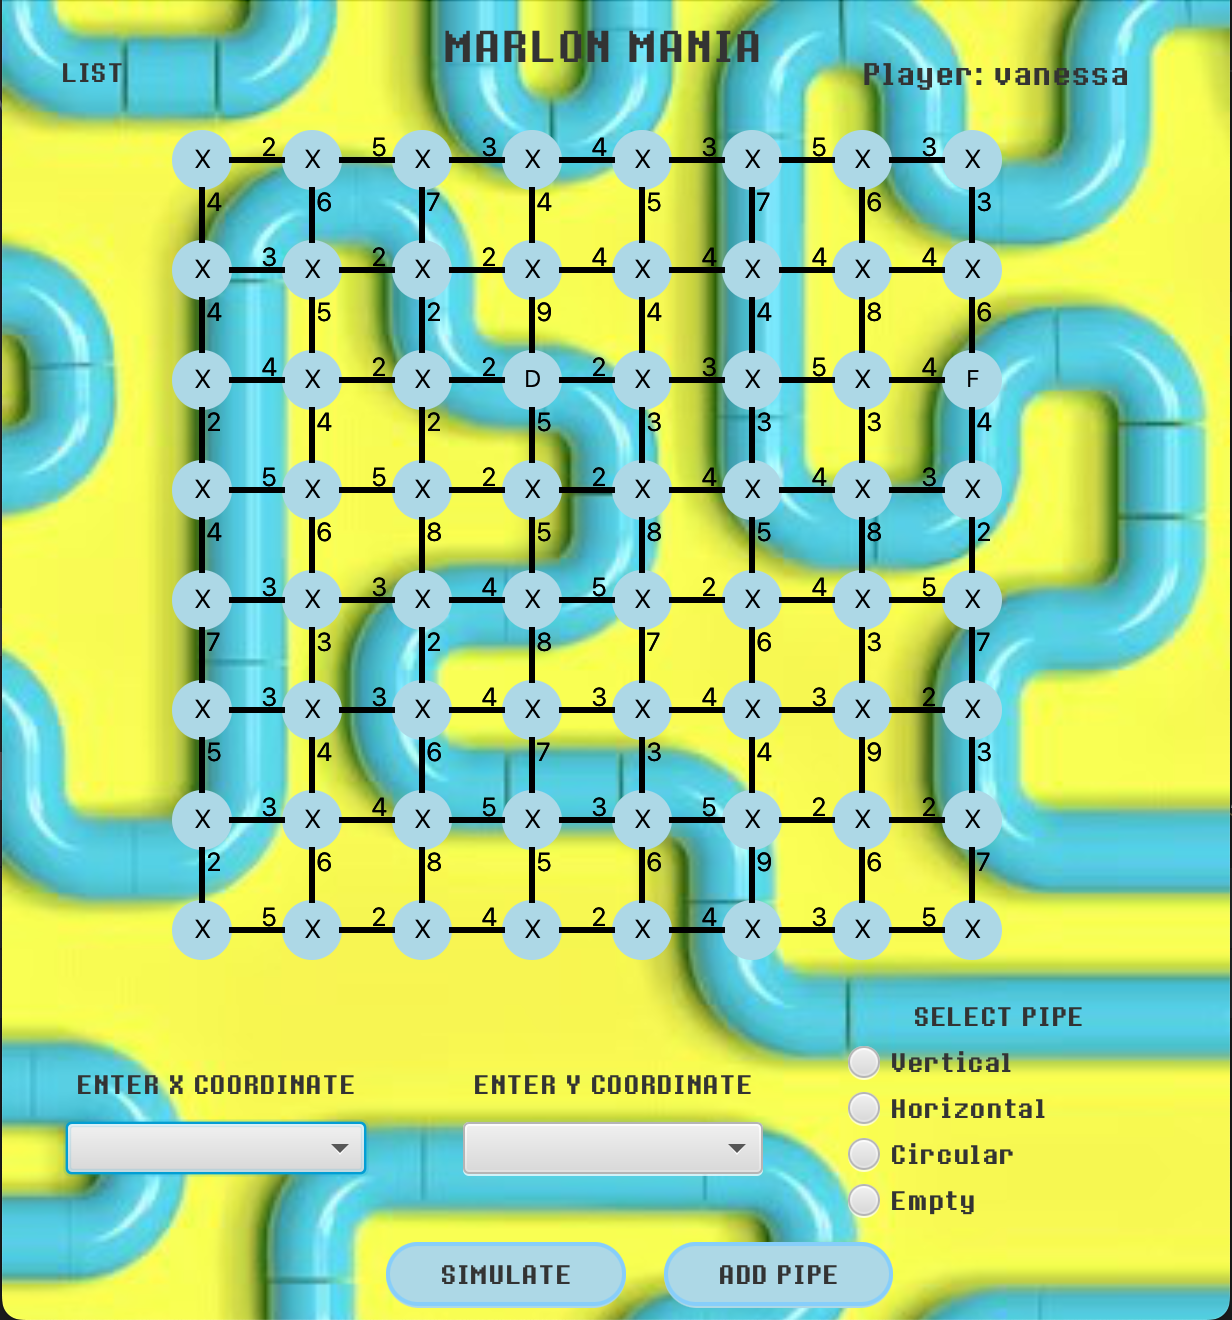 MARLON MANIA
LIST
Player: vanessa
2 5 3 4 3 5 3
X X X X X X X X
4 6 7 4 5 7 6 3
3 2 2 4 4 4 4
X X X X X X X X
4 5 2 9 4 4 8 6
4 2 2 2 3 5 4
X X X D X X X F
2 4 2 5 3 3 3 4
5 5 2 2 4 4 3
X X X X X X X X
4 6 8 5 8 5 8 2
3 3 4 5 2 4 5
X X X X X X X X
7 3 2 8 7 6 3 7
3 3 4 3 4 3 2
X X X X X X X X
5 4 6 7 3 4 9 3
3 4 5 3 5 2 2
X X X X X X X X
2 6 8 5 6 9 6 7
5 2 4 2 4 3 5
X X X X X X X X
SELECT PIPE
ENTER X COORDINATE
ENTER Y COORDINATE
Vertical
Horizontal
Circular
Empty
SIMULATE
ADD PIPE